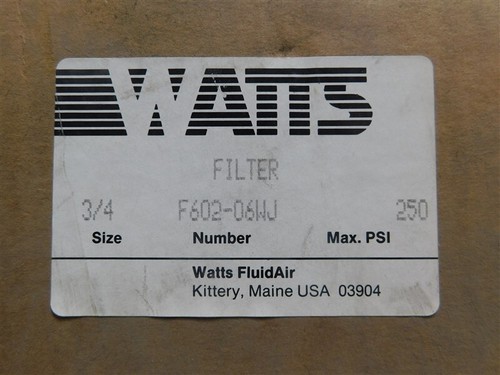 WATTS
FILTER
3/4 F602-06WJ 250
Size Number Max. PSI
Watts FluidAir
Kittery, Maine USA 03904